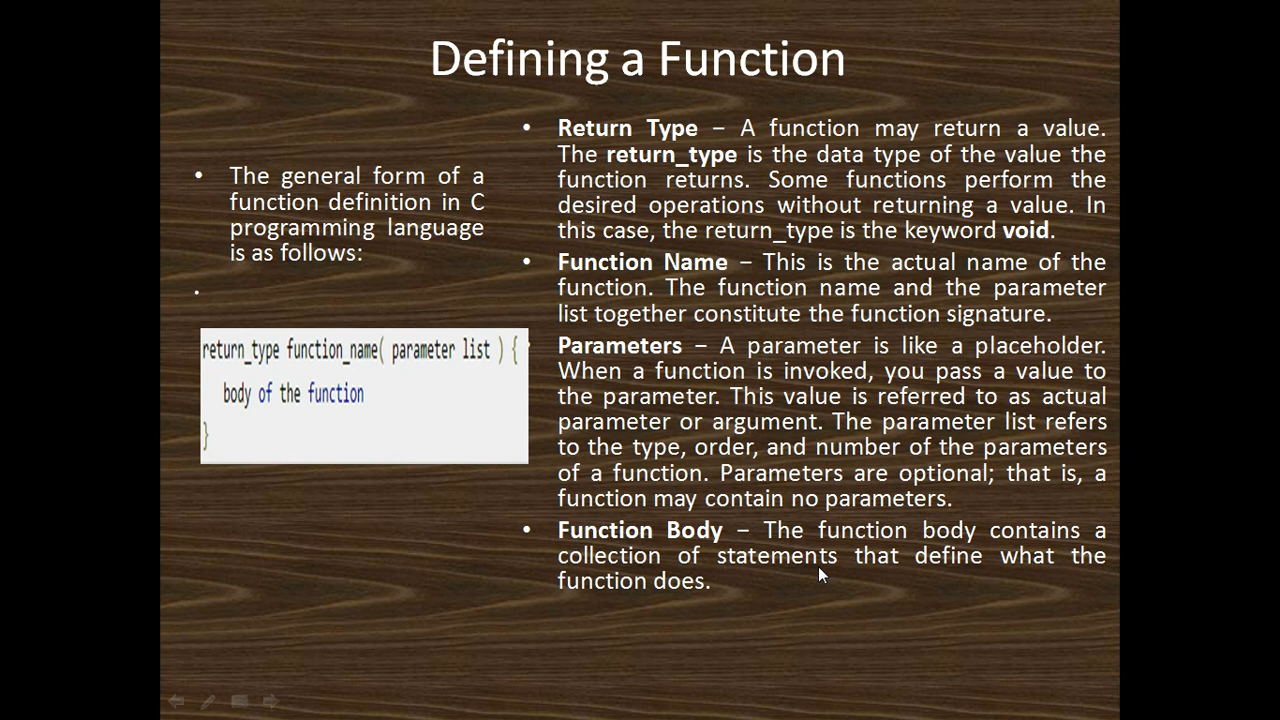 Defining a Function
• The general form of a
function definition in C
programming language
is as follows:
•
return_type function_name( parameter list ) {
body of the function
}
• Return Type − A function may return a value.
The return_type is the data type of the value the
function returns. Some functions perform the
desired operations without returning a value. In
this case, the return_type is the keyword void.
• Function Name − This is the actual name of the
function. The function name and the parameter
list together constitute the function signature.
• Parameters − A parameter is like a placeholder.
When a function is invoked, you pass a value to
the parameter. This value is referred to as actual
parameter or argument. The parameter list refers
to the type, order, and number of the parameters
of a function. Parameters are optional; that is, a
function may contain no parameters.
• Function Body − The function body contains a
collection of statements that define what the
function does.